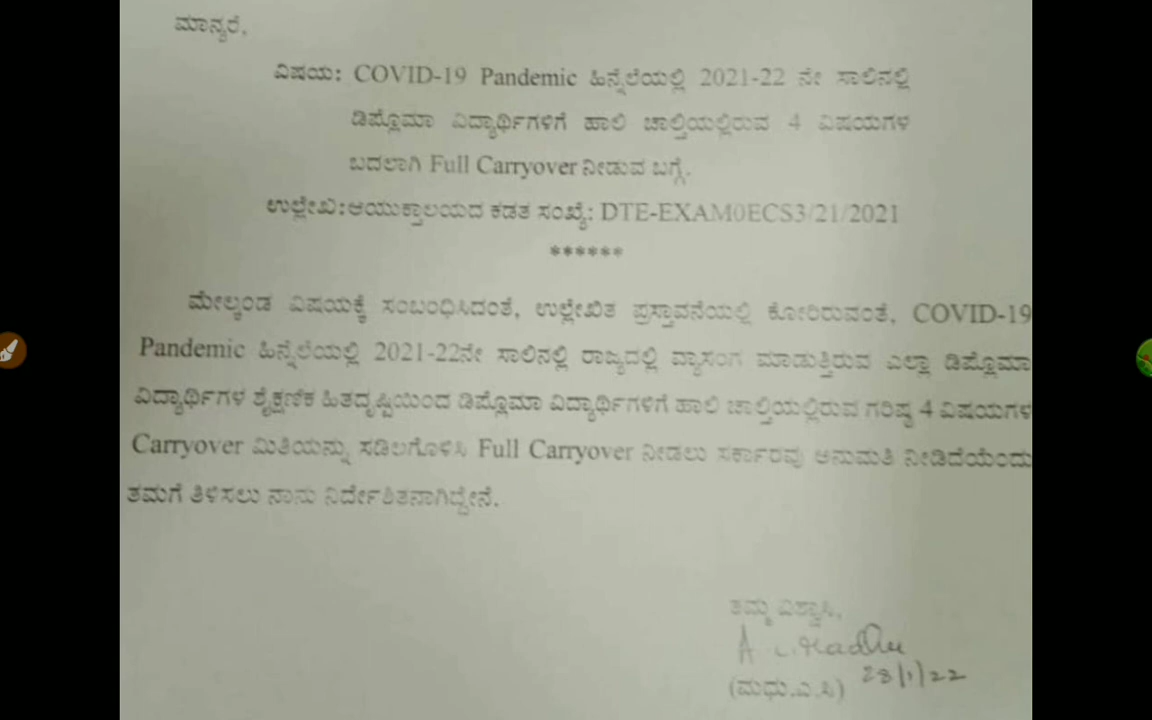 ಮಾನ್ಯರೆ,
ವಿಷಯ: COVID-19 Pandemic ಹಿನ್ನೆಲೆಯಲ್ಲಿ 2021-22 ನೇ ಸಾಲಿನಲ್ಲಿ
ಡಿಪ್ಲೊಮಾ ವಿದ್ಯಾರ್ಥಿಗಳಿಗೆ ಹಾಲಿ ಚಾಲ್ತಿಯಲ್ಲಿರುವ 4 ವಿಷಯಗಳ
ಬದಲಾಗಿ Full Carryover ನೀಡುವ ಬಗ್ಗೆ.
ಉಲ್ಲೇಖ:ಆಯುಕ್ತಾಲಯದ ಕಡತ ಸಂಖ್ಯೆ: DTE-EXAM0ECS3/21/2021
******
ಮೇಲ್ಕಂಡ ವಿಷಯಕ್ಕೆ ಸಂಬಂಧಿಸಿದಂತೆ, ಉಲ್ಲೇಖಿತ ಪ್ರಸ್ತಾವನೆಯಲ್ಲಿ ಕೋರಿರುವಂತೆ, COVID-19
Pandemic ಹಿನ್ನೆಲೆಯಲ್ಲಿ 2021-22ನೇ ಸಾಲಿನಲ್ಲಿ ರಾಜ್ಯದಲ್ಲಿ ವ್ಯಾಸಂಗ ಮಾಡುತ್ತಿರುವ ಎಲ್ಲಾ ಡಿಪ್ಲೊಮಾ
ವಿದ್ಯಾರ್ಥಿಗಳ ಶೈಕ್ಷಣಿಕ ಹಿತದೃಷ್ಟಿಯಿಂದ ಡಿಪ್ಲೊಮಾ ವಿದ್ಯಾರ್ಥಿಗಳಿಗೆ ಹಾಲಿ ಚಾಲ್ತಿಯಲ್ಲಿರುವ ಗರಿಷ್ಠ 4 ವಿಷಯಗಳ
Carryover ಮಿತಿಯನ್ನು ಸಡಿಲಗೊಳಿಸಿ Full Carryover ನೀಡಲು ಸರ್ಕಾರವು ಅನುಮತಿ ನೀಡಿದೆಯೆಂದು
ತಮಗೆ ತಿಳಿಸಲು ನಾನು ನಿರ್ದೇಶಿತನಾಗಿದ್ದೇನೆ.
ತಮ್ಮ ವಿಶ್ವಾಸಿ,
28/1/22
(ಮಧು.ಎ.ಸಿ)